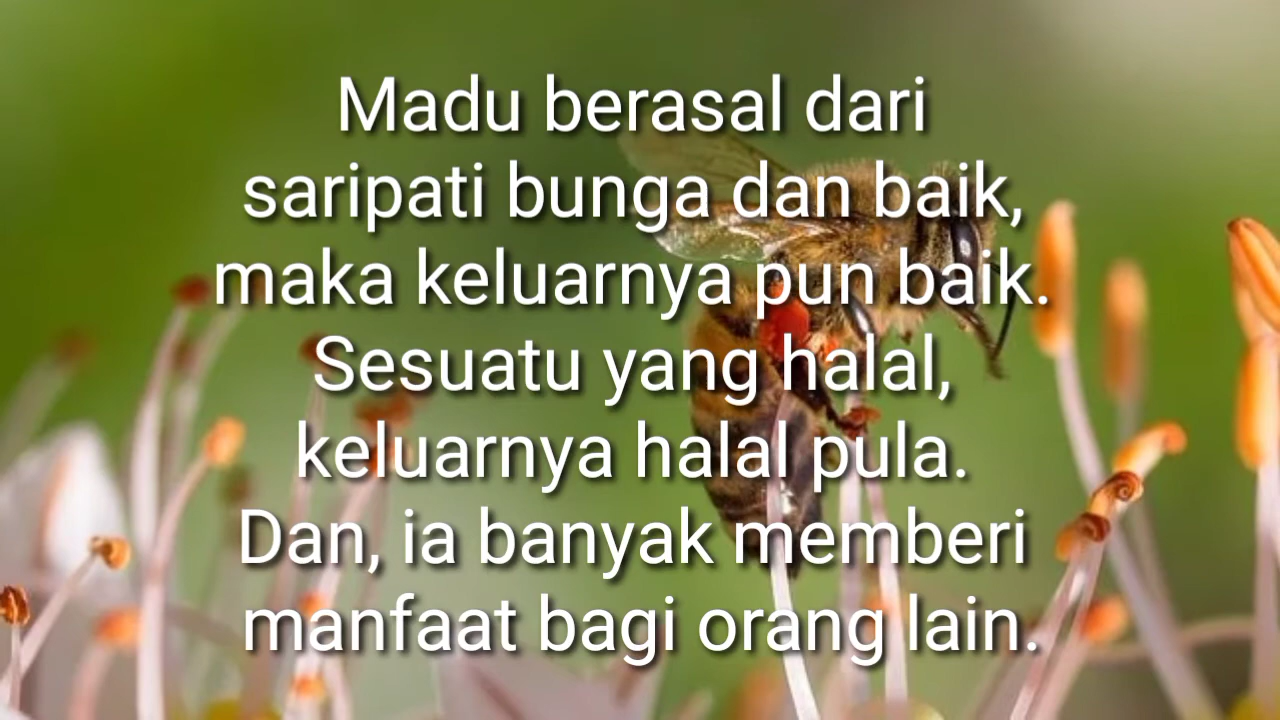 Madu berasal dari
saripati bunga dan baik,
maka keluarnya pun baik.
Sesuatu yang halal,
keluarnya halal pula.
Dan, ia banyak memberi
manfaat bagi orang lain.